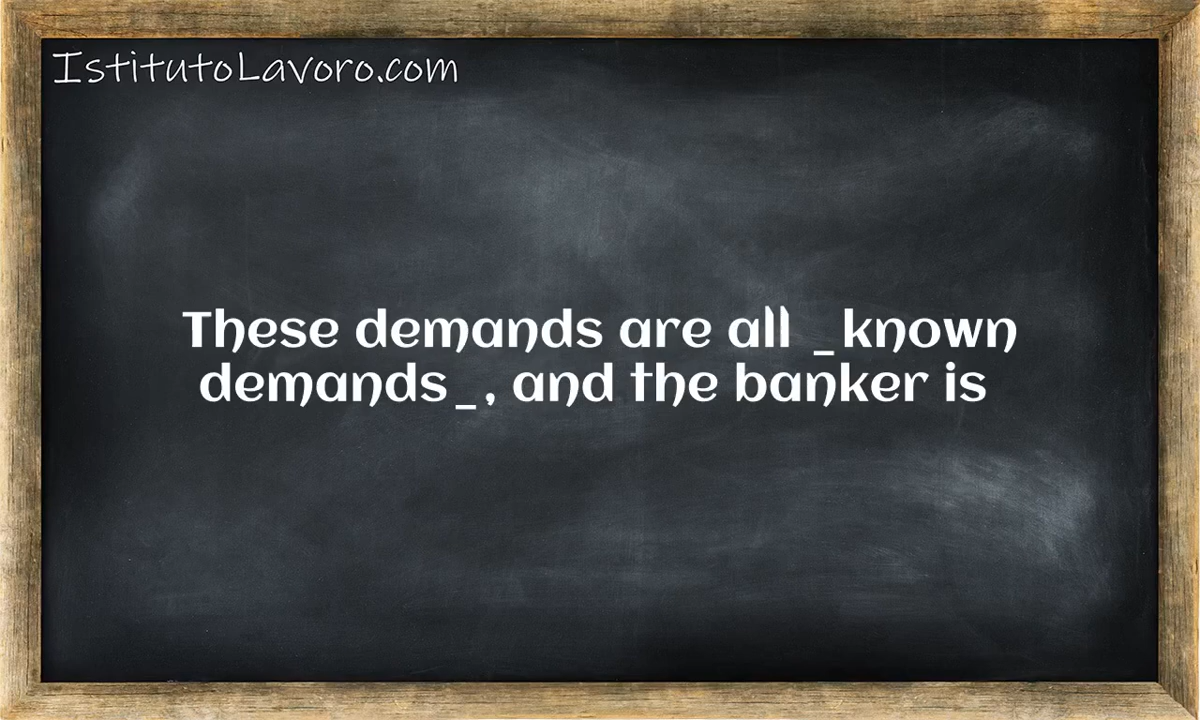 IstitutoLavoro.com
These demands are all _known
demands_, and the banker is